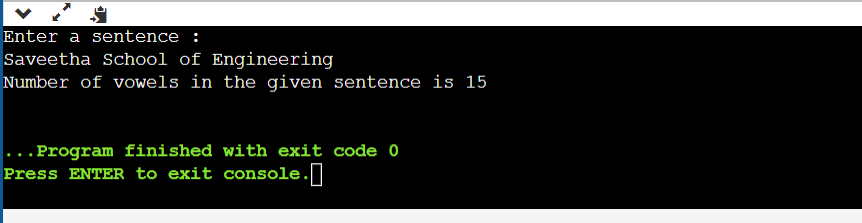 Enter a sentence :
Saveetha School of Engineering
Number of vowels in the given sentence is 15
...Program finished with exit code 0
Press ENTER to exit console.